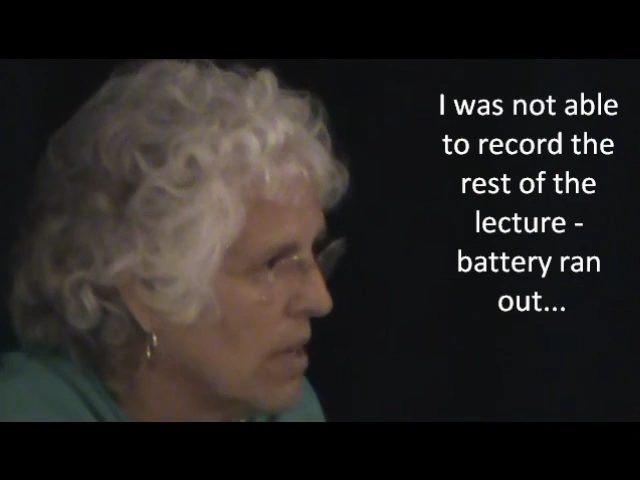 I was not able
to record the
rest of the
lecture -
battery ran
out...